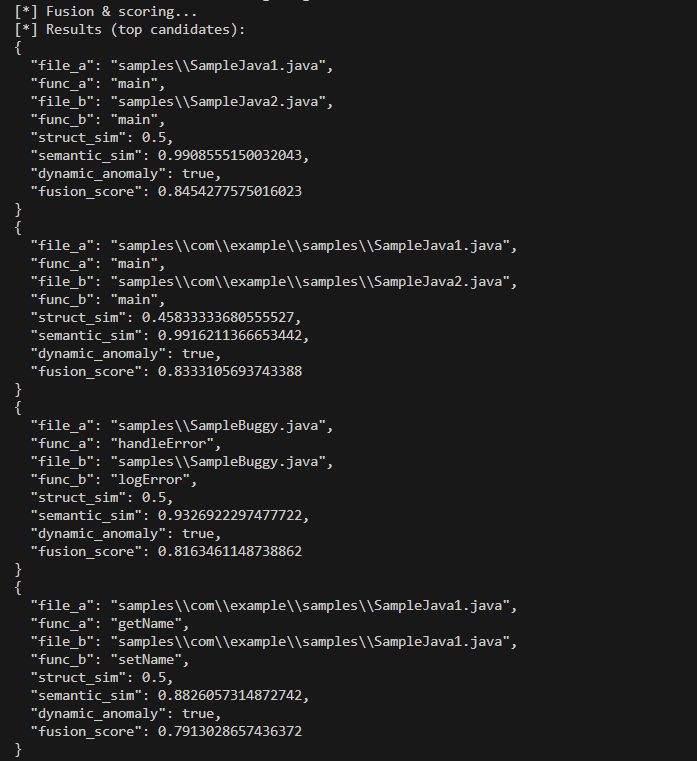 [*] Fusion & scoring...
[*] Results (top candidates):
{
  "file_a": "samples\\SampleJava1.java",
  "func_a": "main",
  "file_b": "samples\\SampleJava2.java",
  "func_b": "main",
  "struct_sim": 0.5,
  "semantic_sim": 0.9908555150032043,
  "dynamic_anomaly": true,
  "fusion_score": 0.8454277575016023
}
{
  "file_a": "samples\\com\\example\\samples\\SampleJava1.java",
  "func_a": "main",
  "file_b": "samples\\com\\example\\samples\\SampleJava2.java",
  "func_b": "main",
  "struct_sim": 0.45833333680555527,
  "semantic_sim": 0.9916211366653442,
  "dynamic_anomaly": true,
  "fusion_score": 0.8333105693743388
}
{
  "file_a": "samples\\SampleBuggy.java",
  "func_a": "handleError",
  "file_b": "samples\\SampleBuggy.java",
  "func_b": "logError",
  "struct_sim": 0.5,
  "semantic_sim": 0.9326922297477722,
  "dynamic_anomaly": true,
  "fusion_score": 0.8163461148738862
}
{
  "file_a": "samples\\com\\example\\samples\\SampleJava1.java",
  "func_a": "getName",
  "file_b": "samples\\com\\example\\samples\\SampleJava1.java",
  "func_b": "setName",
  "struct_sim": 0.5,
  "semantic_sim": 0.8826057314872742,
  "dynamic_anomaly": true,
  "fusion_score": 0.7913028657436372
}